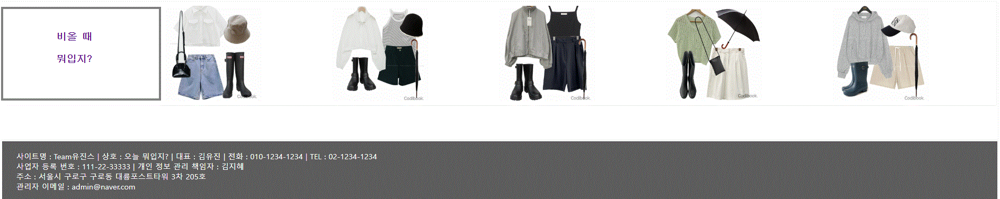 비올 때
뭐입지?
Codibook.
Codibook.
Codibook.
Codibook.
Codibook.
사이트명 : Team유진스 | 상호 : 오늘 뭐입지? | 대표 : 김유진 | 전화 : 010-1234-1234 | TEL : 02-1234-1234
사업자 등록 번호 : 111-22-33333 | 개인 정보 관리 책임자 : 김지혜
주소 : 서울시 구로구 구로동 대륭포스트타워 3차 205호
관리자 이메일 : admin@naver.com